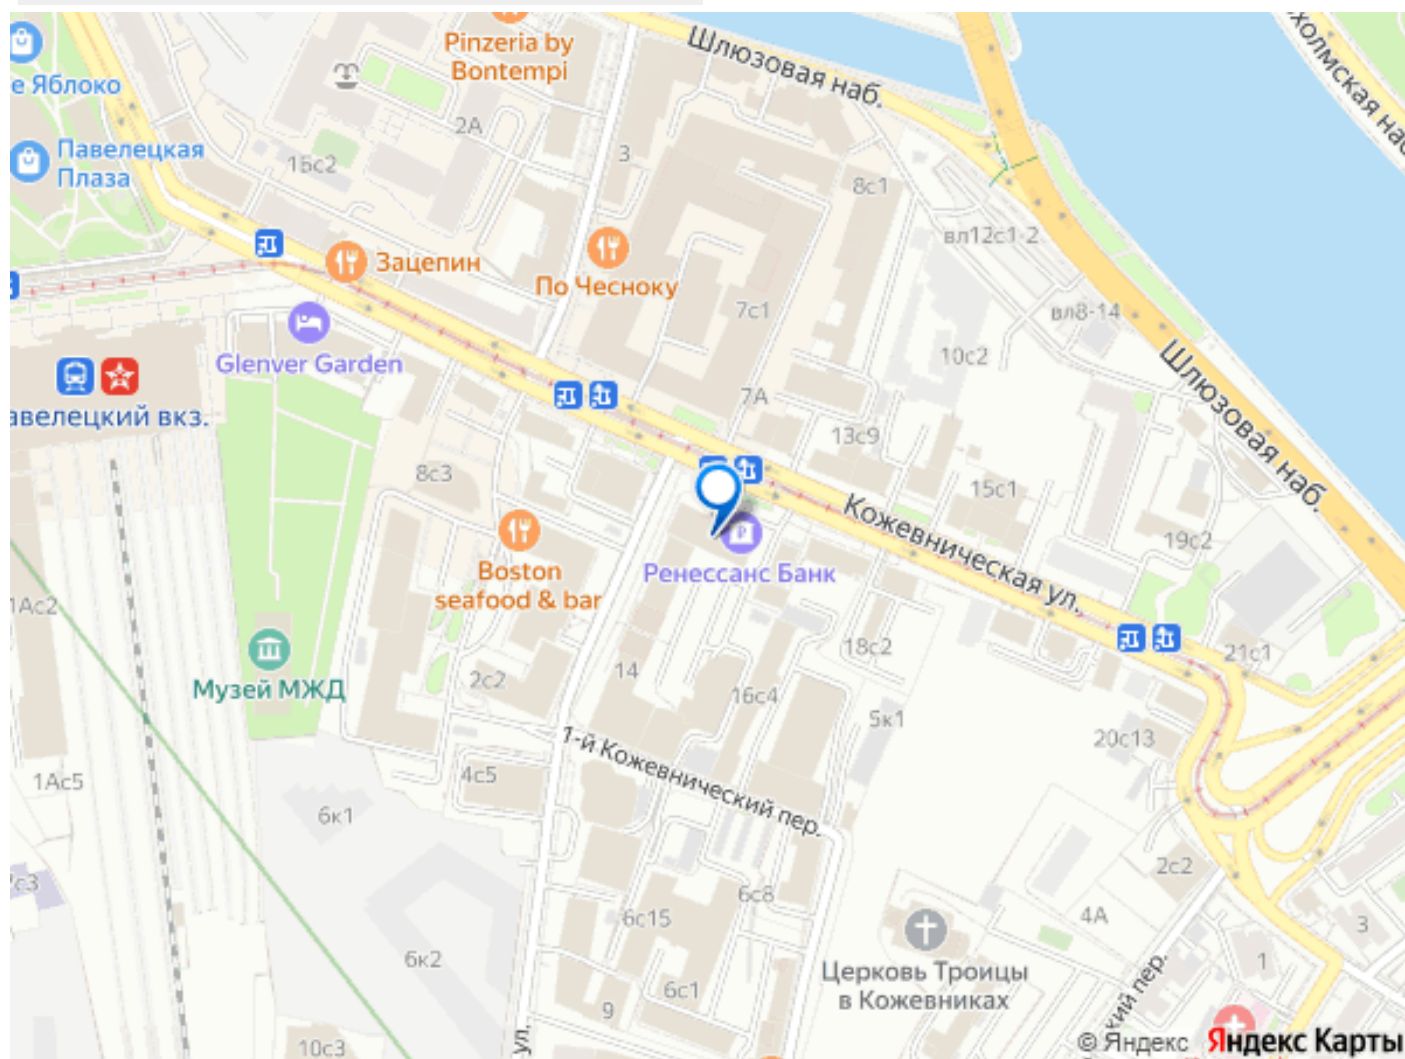 Pinzeria by
Bontempi
Шлюзовая наб.
холмская наб
е Яблоко
2А
Павелецкая
Плаза
1Бс2
3
8с1
вл12с1-2
Зацепин
По Чесноку
7с1
вл8-14
10с2
Glenver Garden
Шлюзовая наб.
авелецкий вкз.
7А
13с9
8с3
15с1
Кожевническая ул.
19с2
Р
Ренессанс Банк
Boston
seafood & bar
1Ас2
18с2
21с1
14
2с2
16с4
Музей МЖД
5к1
20с13
1-й Кожевнический пер.
4с5
1Ас5
6к1
2с2
7с3
6с8
4А
6с15
3
6к2
Церковь Троицы
в Кожевниках
кий пер.
1
6с1
9
10с3
ул.
© Яндекс Яндекс Карты